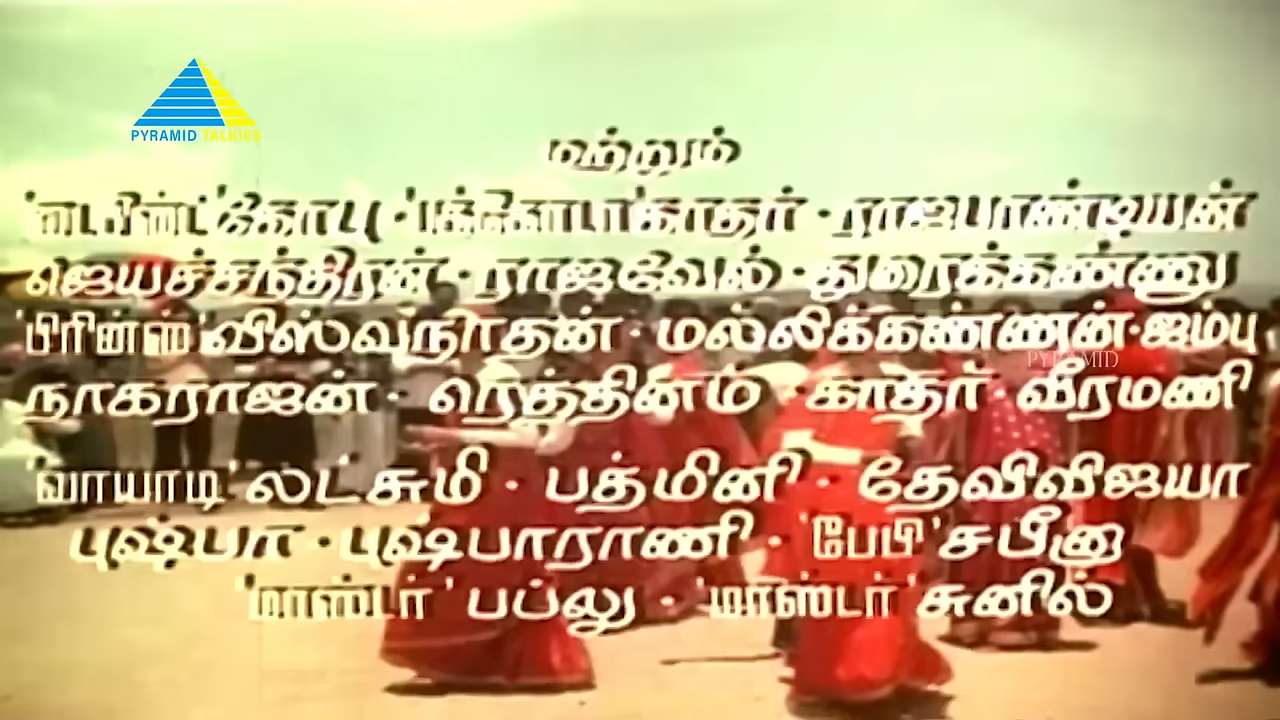 PYRAMID TALKIES
மற்றும்
'டைபிஸ்ட்' கோபு · 'பக்கோடா' காதர் · ராஜபாண்டியன்
ஜெயச்சந்திரன் · ராஜவேல் · துரைக்கண்ணு
'பிரின்ஸ்' விஸ்வநாதன் · மல்லிக்கண்ணன் · ஜம்பு
PYRAMID
நாகராஜன் · ரெத்தினம் · காதர் · வீரமணி
'வாயாடி' லட்சுமி · பத்மினி · தேவிவிஜயா
புஷ்பா · புஷ்பாராணி · 'பேபி' சபீனு
'மாஸ்டர்' பப்லு · 'மாஸ்டர்' சுனில்